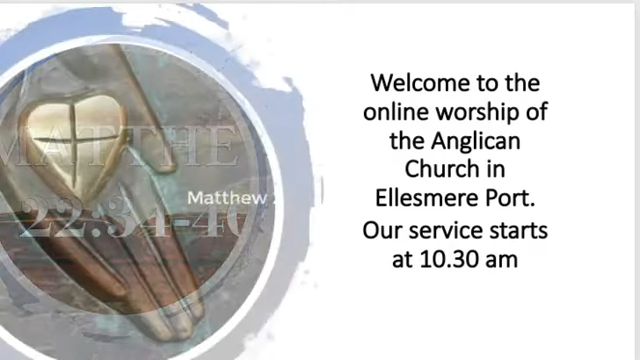 MATTHE
22:34-40
Matthew
Welcome to the
online worship of
the Anglican
Church in
Ellesmere Port.
Our service starts
at 10.30 am